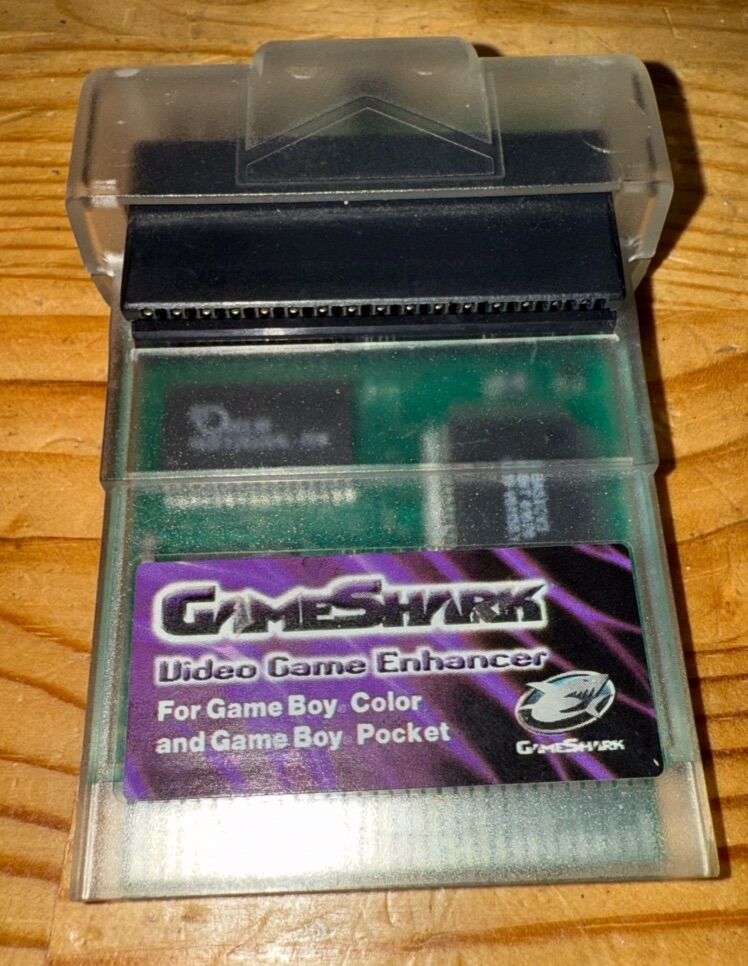 GAMESHARK
Video Game Enhancer
For Game Boy Color
and Game Boy Pocket
GAMESHARK